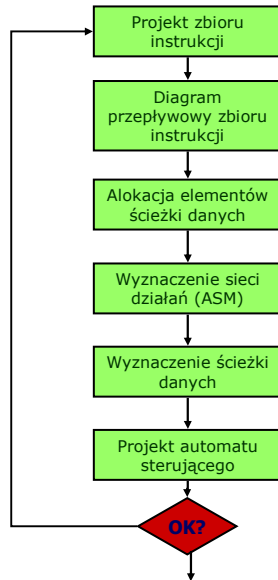 Projekt zbioru
instrukcji
Diagram
przepływowy zbioru
instrukcji
Alokacja elementów
ścieżki danych
Wyznaczenie sieci
działań (ASM)
Wyznaczenie ścieżki
danych
Projekt automatu
sterującego
OK?